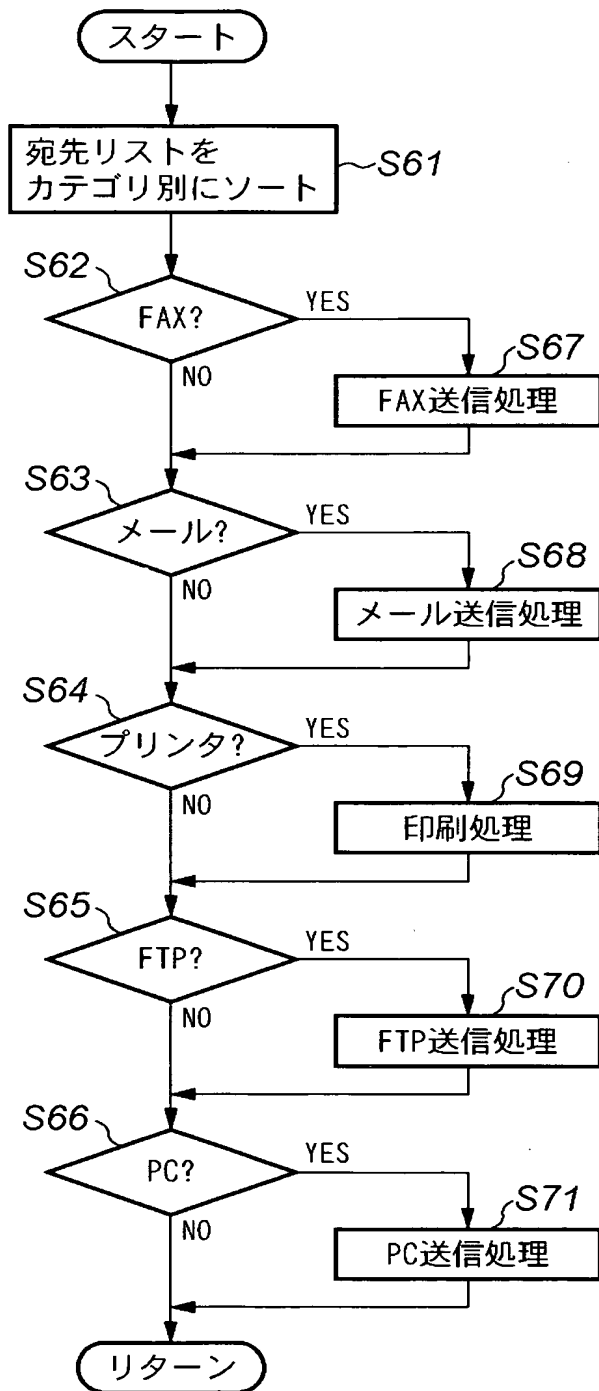 スタート
宛先リストを
カテゴリ別にソート
S61
S62
FAX?
YES
NO
S67
FAX送信処理
S63
メール?
YES
NO
S68
メール送信処理
S64
プリンタ?
YES
NO
S69
印刷処理
S65
FTP?
YES
NO
S70
FTP送信処理
S66
PC?
YES
NO
S71
PC送信処理
リターン